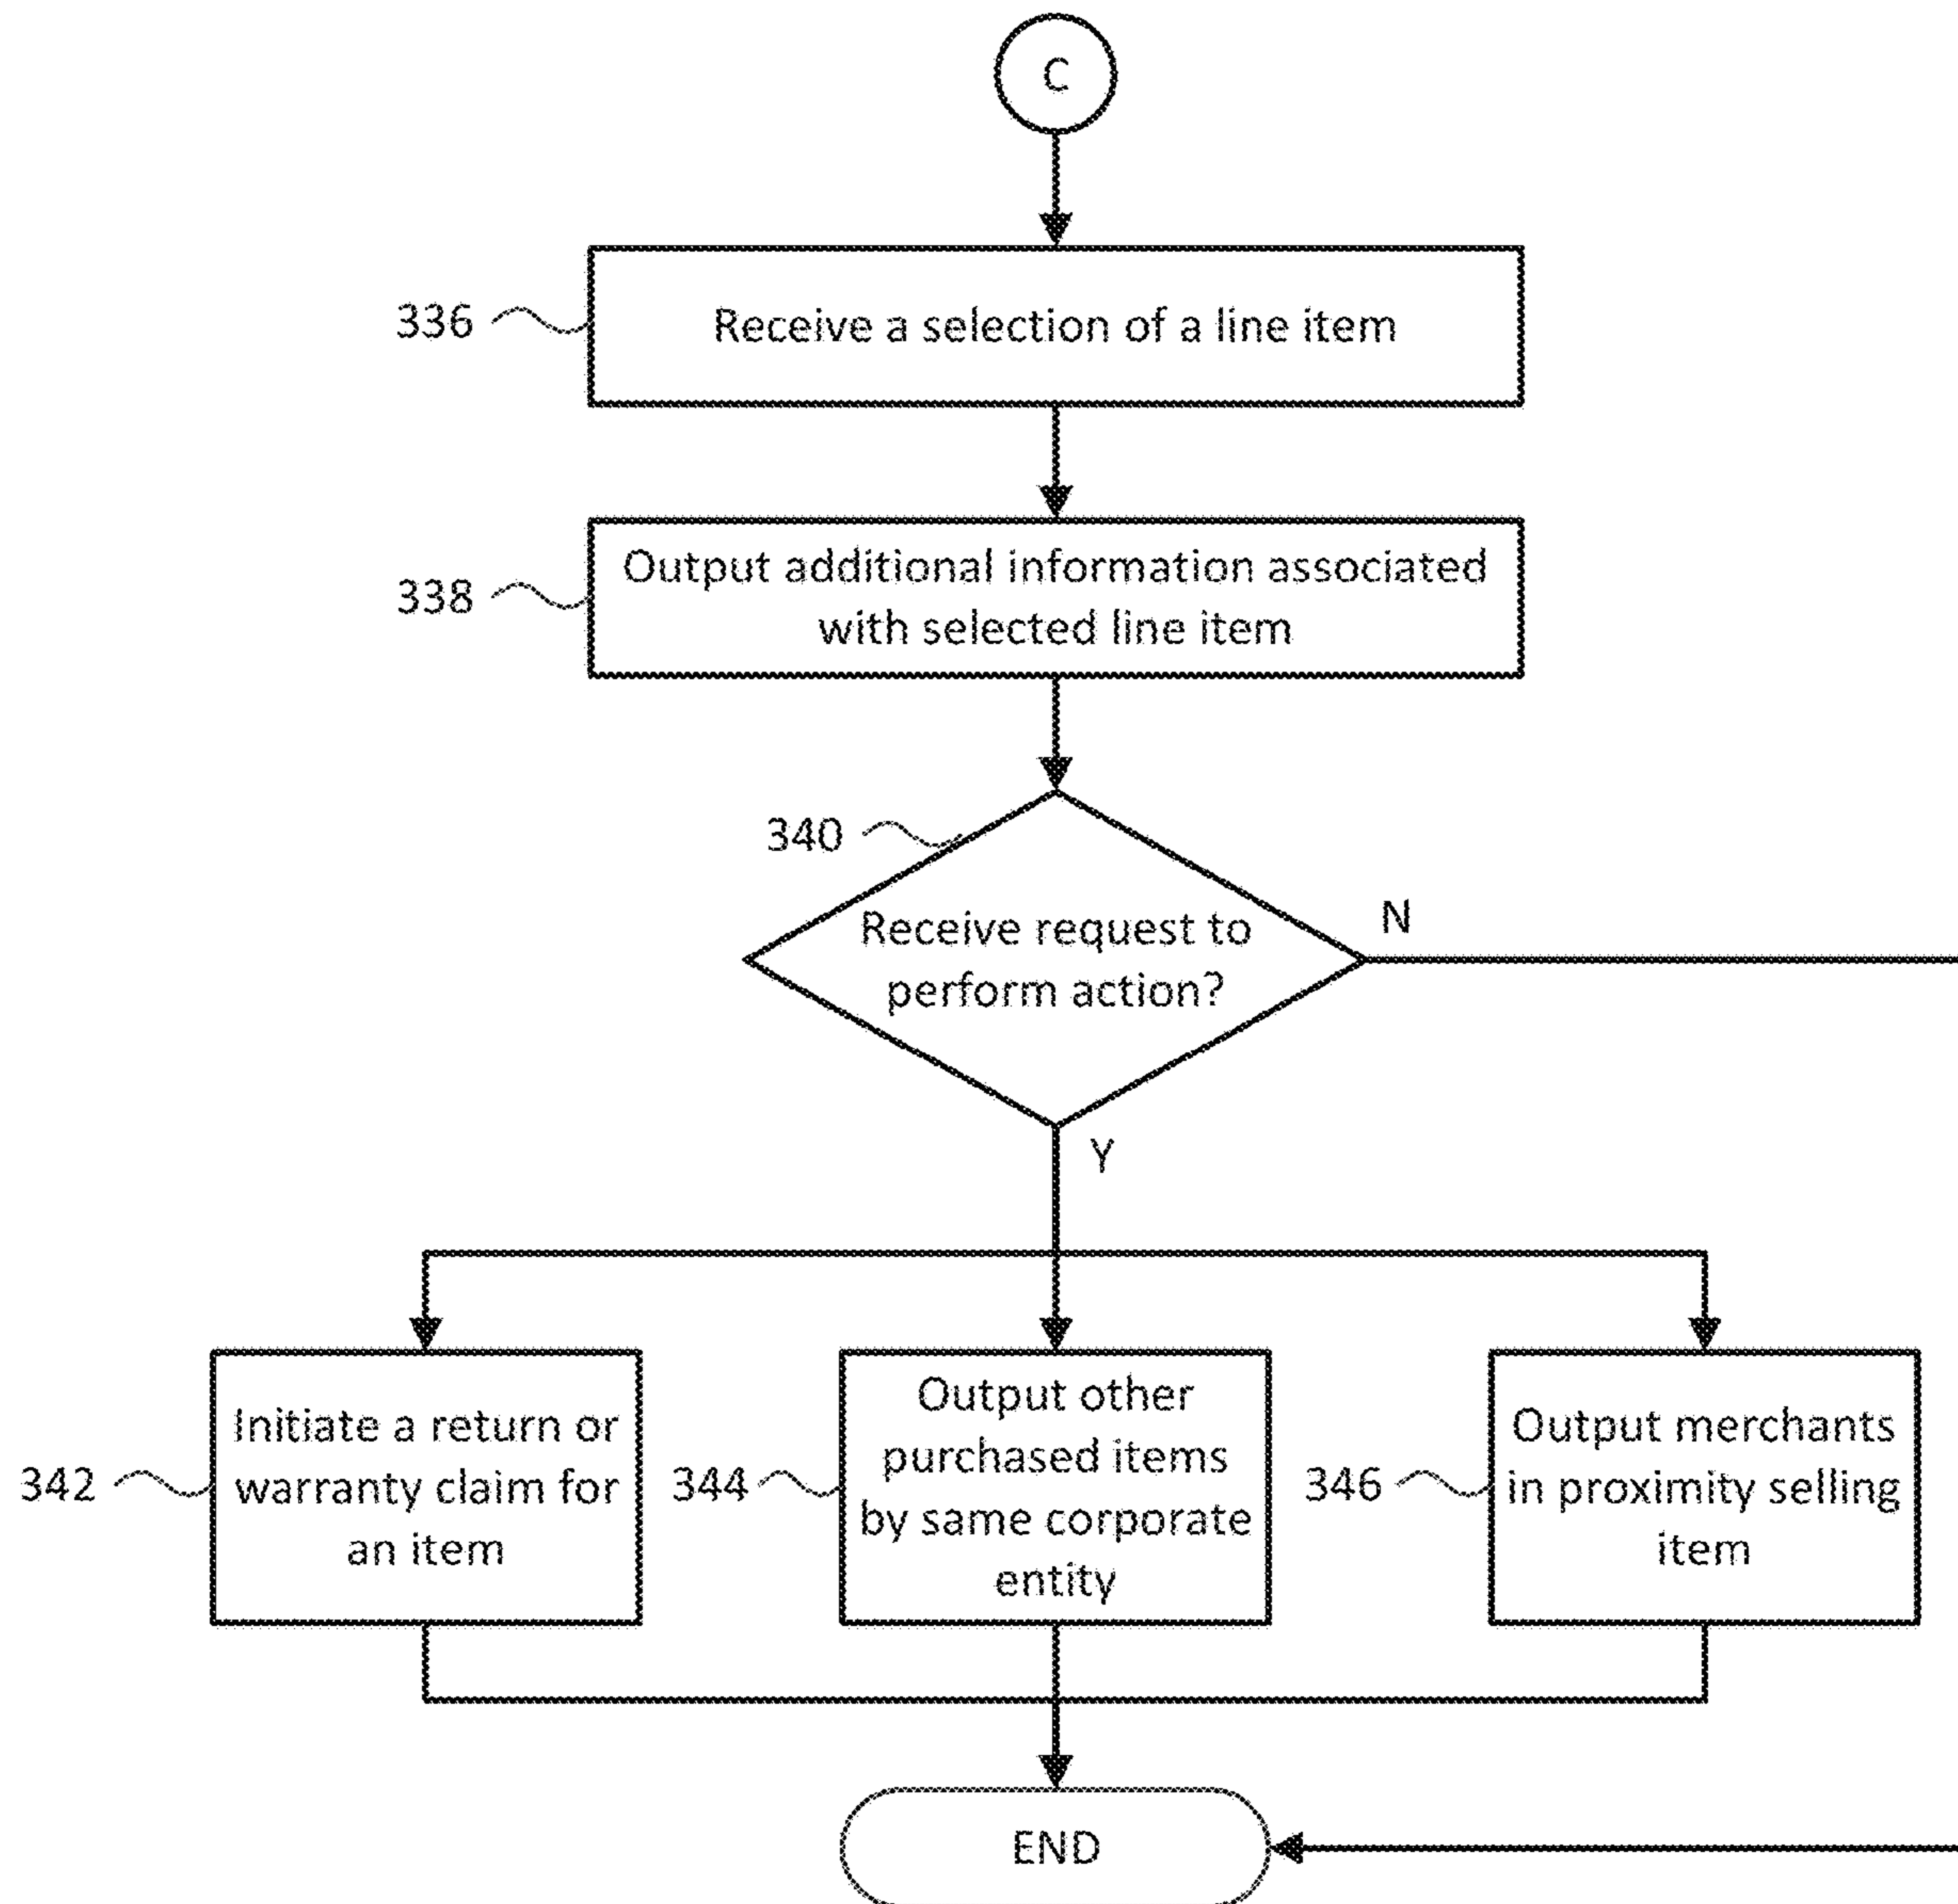 C
336
Receive a selection of a line item
338
Output additional information associated
with selected line item
340
Receive request to
perform action?
N
Y
342
Initiate a return or
warranty claim for
an item
344
Output other
purchased items
by same corporate
entity
346
Output merchants
in proximity selling
item
END